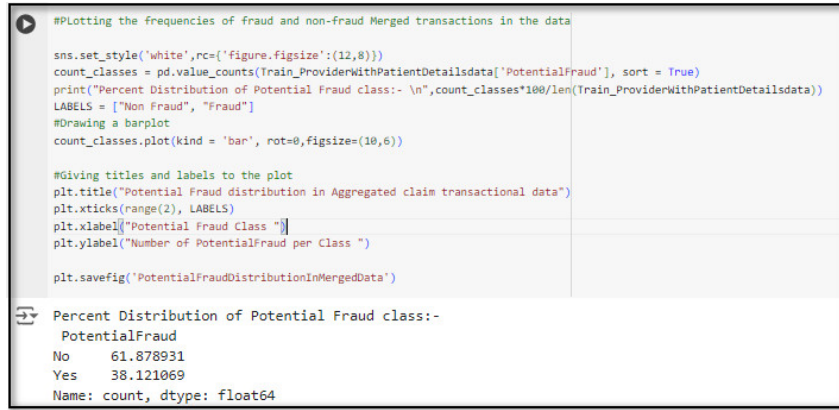 #PLotting the frequencies of fraud and non-fraud Merged transactions in the data
sns.set_style('white',rc={'figure.figsize':(12,8)})
count_classes = pd.value_counts(Train_ProviderWithPatientDetailsdata['PotentialFraud'], sort = True)
print("Percent Distribution of Potential Fraud class:- \n",count_classes*100/len(Train_ProviderWithPatientDetailsdata))
LABELS = ["Non Fraud", "Fraud"]
#Drawing a barplot
count_classes.plot(kind = 'bar', rot=0,figsize=(10,6))
#Giving titles and labels to the plot
plt.title("Potential Fraud distribution in Aggregated claim transactional data")
plt.xticks(range(2), LABELS)
plt.xlabel("Potential Fraud Class ")
plt.ylabel("Number of PotentialFraud per Class ")
plt.savefig('PotentialFraudDistributionInMergedData')
Percent Distribution of Potential Fraud class:-
PotentialFraud
No 61.878931
Yes 38.121069
Name: count, dtype: float64